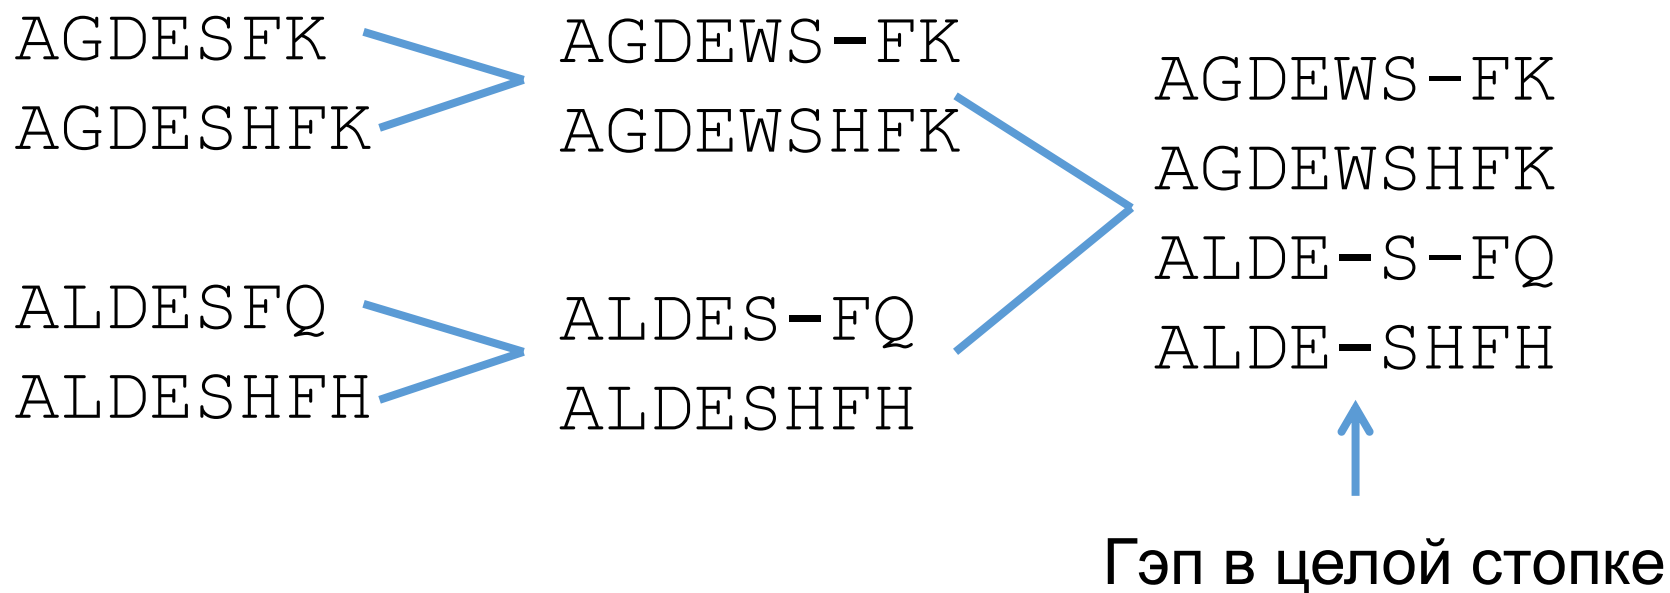 AGDESFK
AGDESHFK
ALDESFQ
ALDESHFH
AGDEWS-FK
AGDEWSHFK
ALDES-FQ
ALDESHFH
AGDEWS-FK
AGDEWSHFK
ALDE-S-FQ
ALDE-SHFH
Гэп в целой стопке